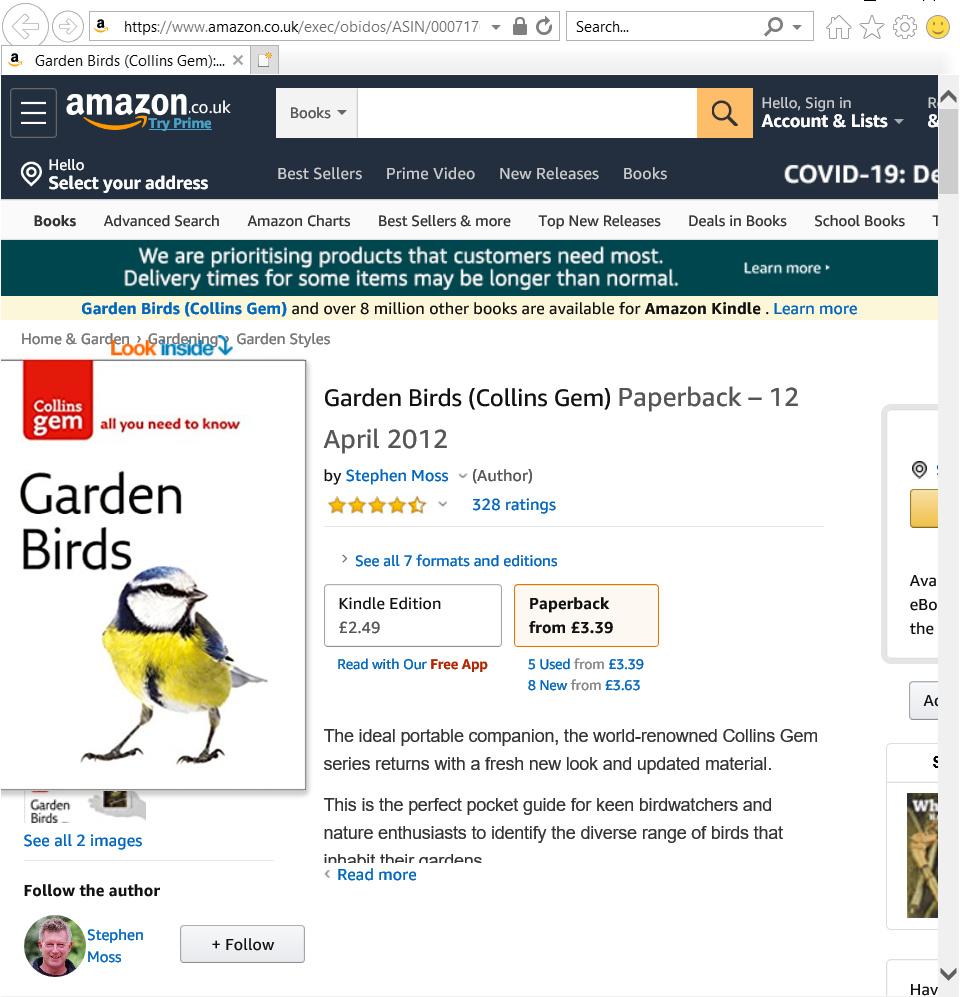 https://www.amazon.co.uk/exec/obidos/ASIN/000717
Search...
Garden Birds (Collins Gem):...
amazon.co.uk
Try Prime
Books
Hello, Sign in
Account & Lists
&
Hello
Select your address
Best Sellers Prime Video New Releases Books
COVID-19: De
Books Advanced Search Amazon Charts Best Sellers & more Top New Releases Deals in Books School Books
We are prioritising products that customers need most.
Delivery times for some items may be longer than normal.
Learn more
Garden Birds (Collins Gem) and over 8 million other books are available for Amazon Kindle . Learn more
Home & Garden › Gardening › Garden Styles
Look inside
Collins
gem
all you need to know
Garden
Birds
Garden Birds (Collins Gem) Paperback – 12
April 2012
by Stephen Moss (Author)
328 ratings
See all 7 formats and editions
Kindle Edition
£2.49
Paperback
from £3.39
Read with Our Free App
5 Used from £3.39
8 New from £3.63
The ideal portable companion, the world-renowned Collins Gem
series returns with a fresh new look and updated material.
This is the perfect pocket guide for keen birdwatchers and
nature enthusiasts to identify the diverse range of birds that
inhabit their gardens
Read more
Garden
Birds
See all 2 images
Follow the author
Stephen
Moss
+ Follow
Ava
eBo
the
Ad
Wh
Hav